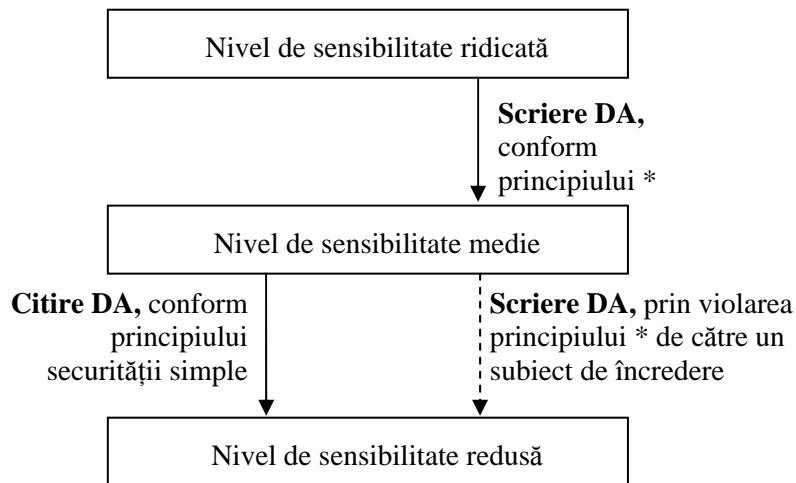 Nivel de sensibilitate ridicată
Scriere DA,
conform
principiului *
Nivel de sensibilitate medie
Citire DA, conform
principiului
securității simple
Scriere DA, prin violarea
principiului * de către un
subiect de încredere
Nivel de sensibilitate redusă